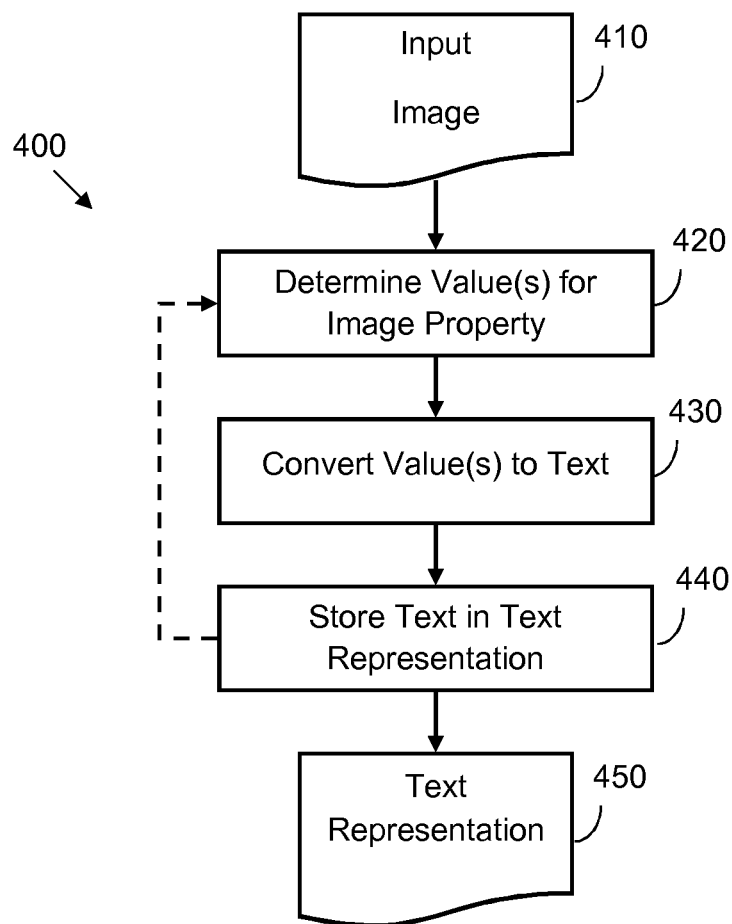 Input
410
Image
400
420
Determine Value(s) for
Image Property
430
Convert Value(s) to Text
440
Store Text in Text
Representation
Text
450
Representation